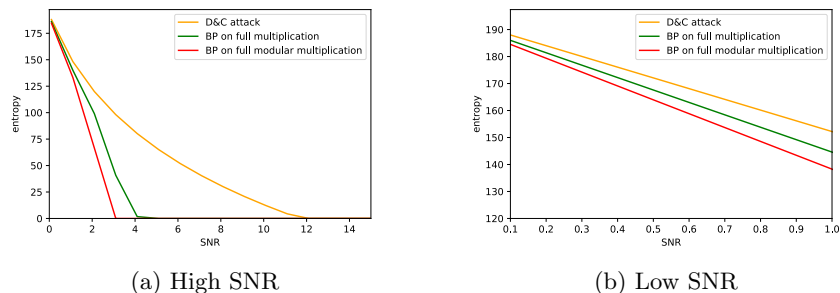 D&C attack
BP on full multiplication
BP on full modular multiplication
entropy
175
150
125
100
75
50
25
0
0 2 4 6 8 10 12 14
SNR
(a) High SNR
D&C attack
BP on full multiplication
BP on full modular multiplication
entropy
190
180
170
160
150
140
130
120
0.1 0.2 0.3 0.4 0.5 0.6 0.7 0.8 0.9 1.0
SNR
(b) Low SNR